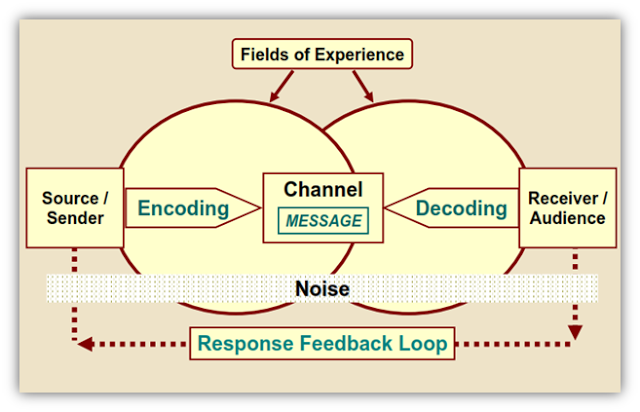 Fields of Experience
Source /
Sender
Encoding
Channel
MESSAGE
Decoding
Receiver /
Audience
Noise
Response Feedback Loop